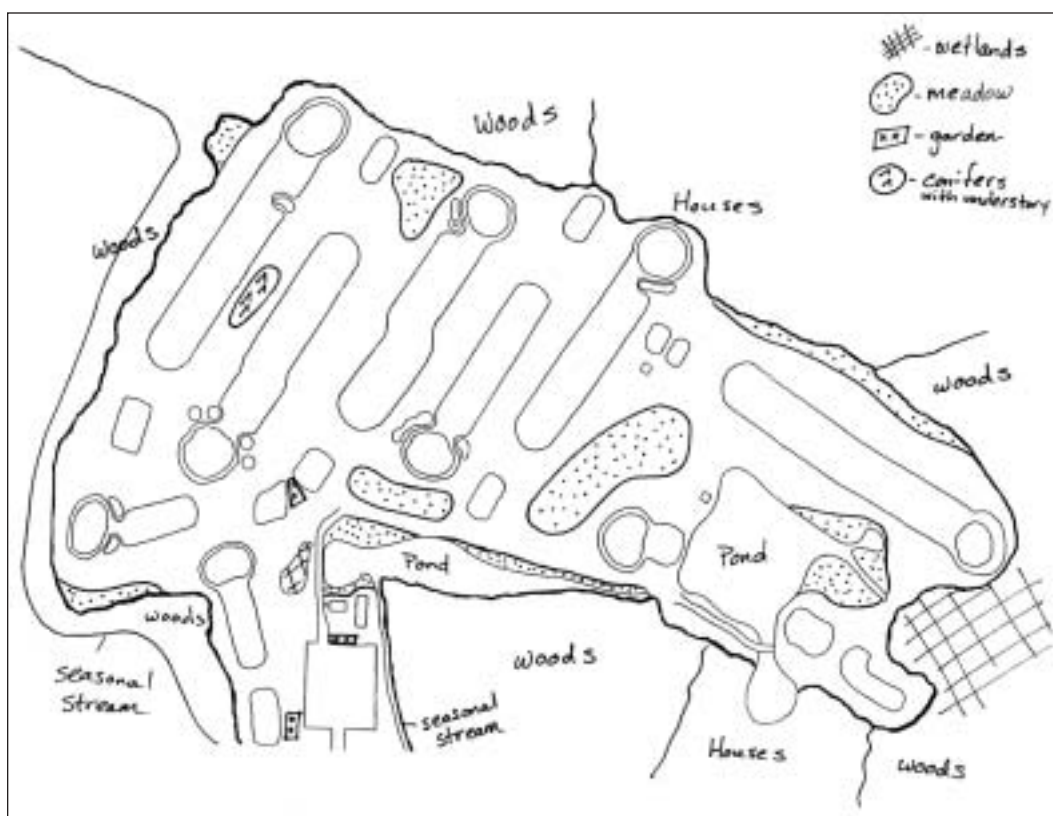 - wetlands
- meadow
- garden
- conifers
with understory
Woods
Houses
Woods
Woods
Pond
Pond
Woods
Woods
Seasonal
Stream
seasonal
stream
Houses
Woods